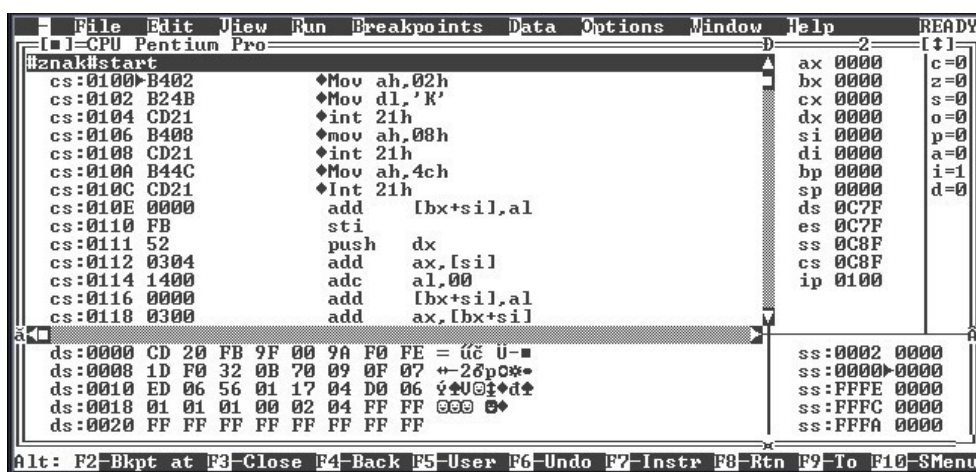 - File Edit View Run Breakpoints Data Options Window Help READY
[■]=CPU Pentium Pro 2 [↕]
#znak#start
cs:0100►B402 ♦Mov ah,02h
cs:0102 B24B ♦Mov dl,'K'
cs:0104 CD21 ♦int 21h
cs:0106 B408 ♦mov ah,08h
cs:0108 CD21 ♦int 21h
cs:010A B44C ♦Mov ah,4ch
cs:010C CD21 ♦Int 21h
cs:010E 0000 add [bx+si],al
cs:0110 FB sti
cs:0111 52 push dx
cs:0112 0304 add ax,[si]
cs:0114 1400 adc al,00
cs:0116 0000 add [bx+si],al
cs:0118 0300 add ax,[bx+si]
ax 0000 c=0
bx 0000 z=0
cx 0000 s=0
dx 0000 o=0
si 0000 p=0
di 0000 a=0
bp 0000 i=1
sp 0000 d=0
ds 0C7F
es 0C7F
ss 0C8F
cs 0C8F
ip 0100
ds:0000 CD 20 FB 9F 00 9A F0 FE = űč Ü-■
ds:0008 1D F0 32 0B 70 09 0F 07
ds:0010 ED 06 56 01 17 04 D0 06 ý♠V☺↨♦đ♠
ds:0018 01 01 01 00 02 04 FF FF ☺☺☺ ☻♦
ds:0020 FF FF FF FF FF FF FF FF
ss:0002 0000
ss:0000►0000
ss:FFFE 0000
ss:FFFC 0000
ss:FFFA 0000
Alt: F2-Bkpt at F3-Close F4-Back F5-User F6-Undo F7-Instr F8-Rtn F9-To F10-SMenu